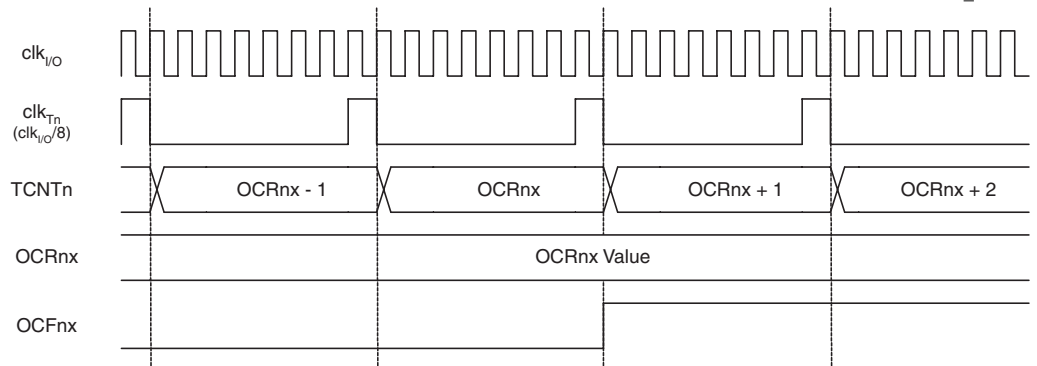 clkI/O
clkTn
(clkI/O/8)
TCNTn
OCRnx - 1
OCRnx
OCRnx + 1
OCRnx + 2
OCRnx
OCRnx Value
OCFnx